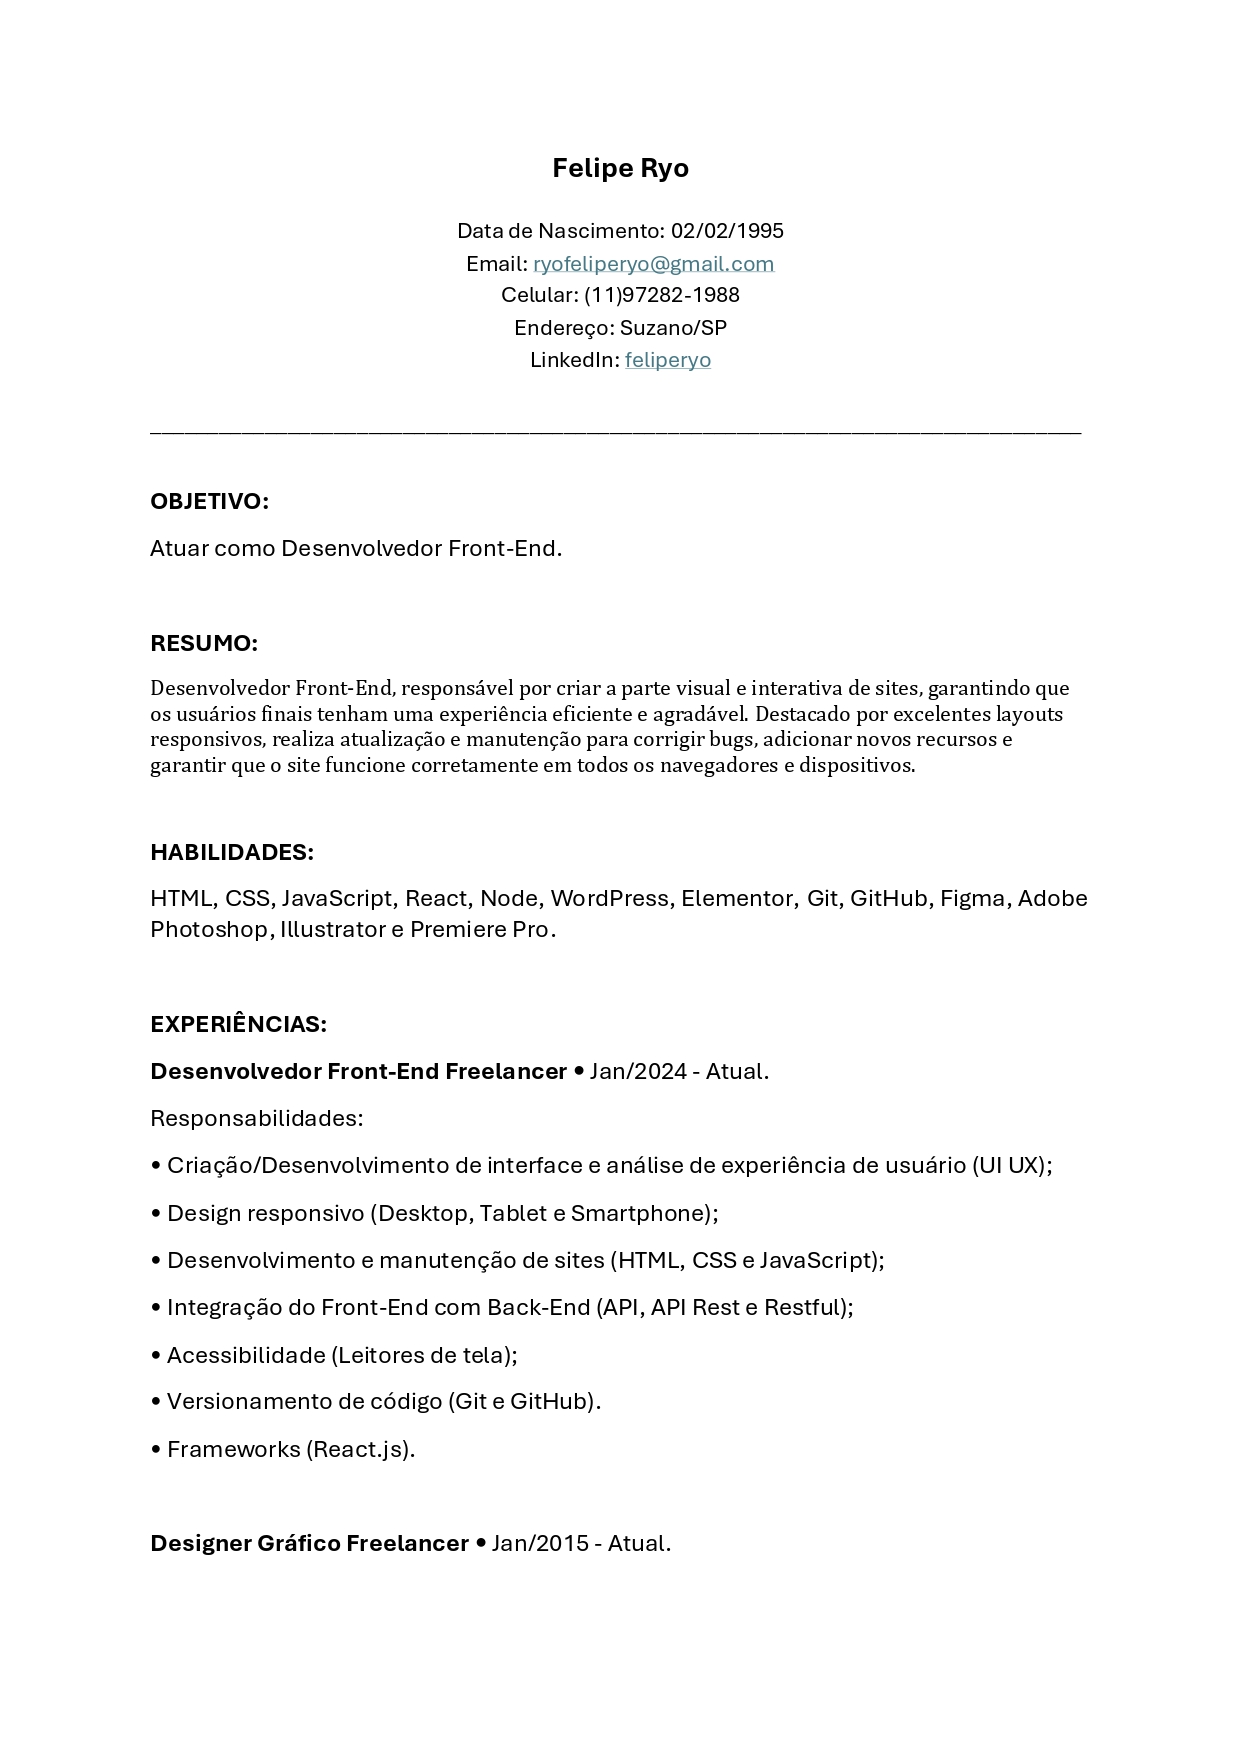 Felipe Ryo
Data de Nascimento: 02/02/1995
Email: ryofeliperyo@gmail.com
Celular: (11)97282-1988
Endereço: Suzano/SP
LinkedIn: feliperyo
OBJETIVO:
Atuar como Desenvolvedor Front-End.
RESUMO:
Desenvolvedor Front-End, responsável por criar a parte visual e interativa de sites, garantindo que
os usuários finais tenham uma experiência eficiente e agradável. Destacado por excelentes layouts
responsivos, realiza atualização e manutenção para corrigir bugs, adicionar novos recursos e
garantir que o site funcione corretamente em todos os navegadores e dispositivos.
HABILIDADES:
HTML, CSS, JavaScript, React, Node, WordPress, Elementor, Git, GitHub, Figma, Adobe
Photoshop, Illustrator e Premiere Pro.
EXPERIÊNCIAS:
Desenvolvedor Front-End Freelancer • Jan/2024 - Atual.
Responsabilidades:
• Criação/Desenvolvimento de interface e análise de experiência de usuário (UI UX);
• Design responsivo (Desktop, Tablet e Smartphone);
• Desenvolvimento e manutenção de sites (HTML, CSS e JavaScript);
• Integração do Front-End com Back-End (API, API Rest e Restful);
• Acessibilidade (Leitores de tela);
• Versionamento de código (Git e GitHub).
• Frameworks (React.js).
Designer Gráfico Freelancer • Jan/2015 - Atual.